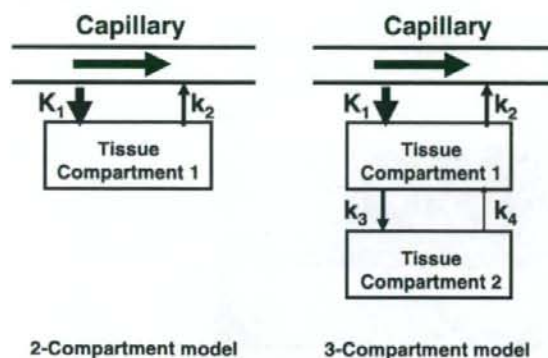 Capillary
K1
k2
Tissue
Compartment 1
2-Compartment model
Capillary
K1
k2
Tissue
Compartment 1
k3
k4
Tissue
Compartment 2
3-Compartment model